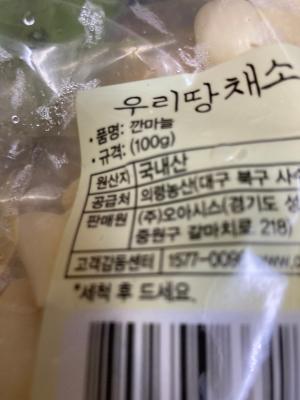 우리땅채소
· 품명: 깐마늘
· 규격: (100g)
원산지 국내산
공급처 의령농산(대구 북구
판매원 (주)오아시스(경기도
중원구 갈마치로 218)
고객감동센터 1577-009
*세척 후 드세요.